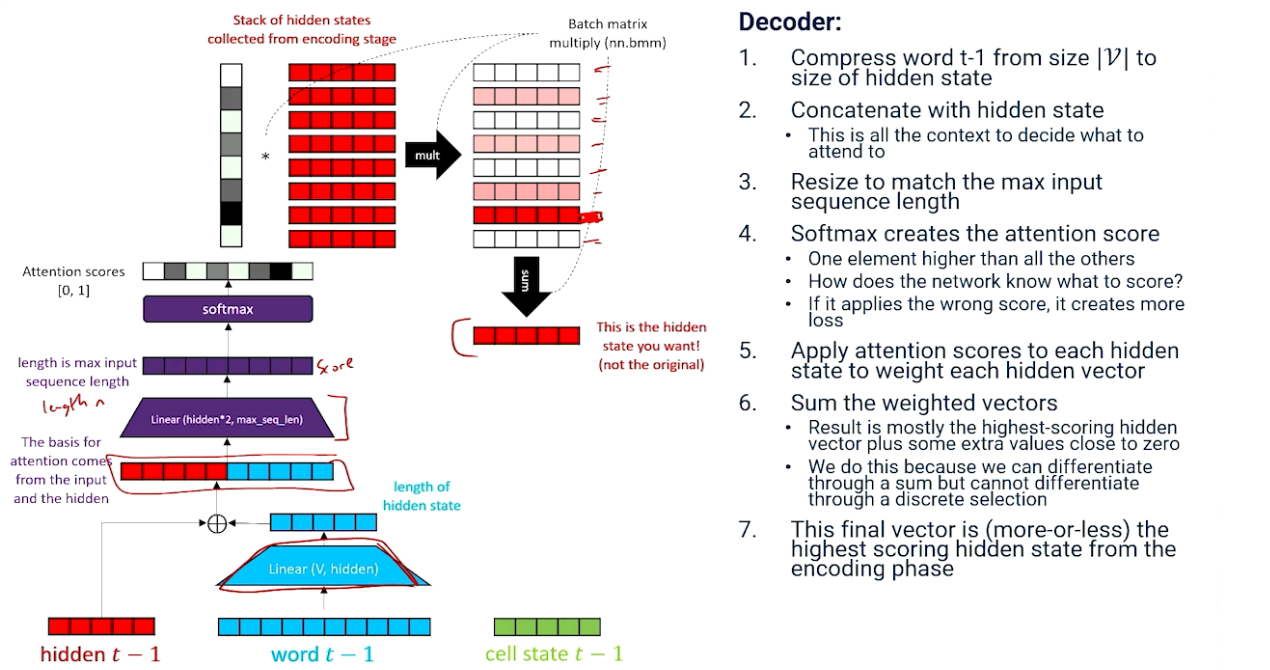 Stack of hidden states
collected from encoding stage
Batch matrix
multiply (nn.bmm)
*
mult
sum
Attention scores
[0, 1]
softmax
This is the hidden
state you want!
(not the original)
length is max input
sequence length
score
length n
Linear (hidden*2, max_seq_len)
The basis for
attention comes
from the input
and the hidden
length of
hidden state
Linear (V, hidden)
hidden t − 1
word t − 1
cell state t − 1
Decoder:
1. Compress word t-1 from size |𝒱| to
size of hidden state
2. Concatenate with hidden state
• This is all the context to decide what to
attend to
3. Resize to match the max input
sequence length
4. Softmax creates the attention score
• One element higher than all the others
• How does the network know what to score?
• If it applies the wrong score, it creates more
loss
5. Apply attention scores to each hidden
state to weight each hidden vector
6. Sum the weighted vectors
• Result is mostly the highest-scoring hidden
vector plus some extra values close to zero
• We do this because we can differentiate
through a sum but cannot differentiate
through a discrete selection
7. This final vector is (more-or-less) the
highest scoring hidden state from the
encoding phase